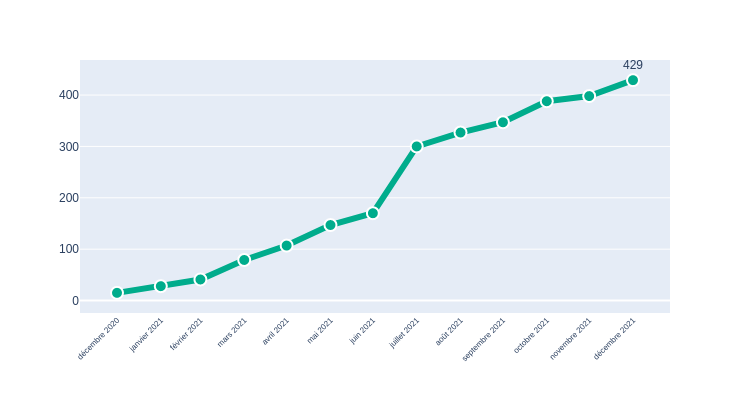 429
400
300
200
100
0
décembre 2020
janvier 2021
février 2021
mars 2021
avril 2021
mai 2021
juin 2021
juillet 2021
août 2021
septembre 2021
octobre 2021
novembre 2021
décembre 2021